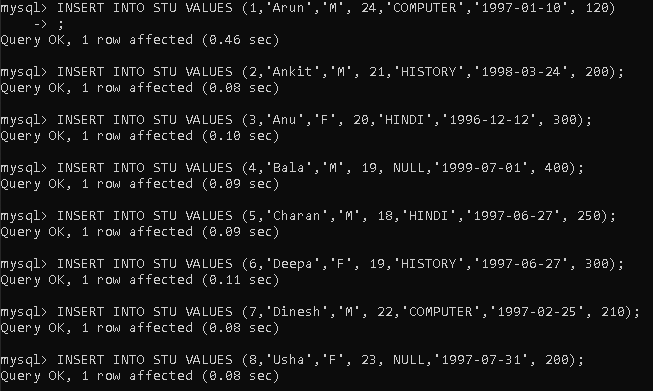 mysql> INSERT INTO STU VALUES (1,'Arun','M', 24,'COMPUTER','1997-01-10', 120)
    -> ;
Query OK, 1 row affected (0.46 sec)
mysql> INSERT INTO STU VALUES (2,'Ankit','M', 21,'HISTORY','1998-03-24', 200);
Query OK, 1 row affected (0.08 sec)
mysql> INSERT INTO STU VALUES (3,'Anu','F', 20,'HINDI','1996-12-12', 300);
Query OK, 1 row affected (0.10 sec)
mysql> INSERT INTO STU VALUES (4,'Bala','M', 19, NULL,'1999-07-01', 400);
Query OK, 1 row affected (0.09 sec)
mysql> INSERT INTO STU VALUES (5,'Charan','M', 18,'HINDI','1997-06-27', 250);
Query OK, 1 row affected (0.09 sec)
mysql> INSERT INTO STU VALUES (6,'Deepa','F', 19,'HISTORY','1997-06-27', 300);
Query OK, 1 row affected (0.11 sec)
mysql> INSERT INTO STU VALUES (7,'Dinesh','M', 22,'COMPUTER','1997-02-25', 210);
Query OK, 1 row affected (0.08 sec)
mysql> INSERT INTO STU VALUES (8,'Usha','F', 23, NULL,'1997-07-31', 200);
Query OK, 1 row affected (0.08 sec)